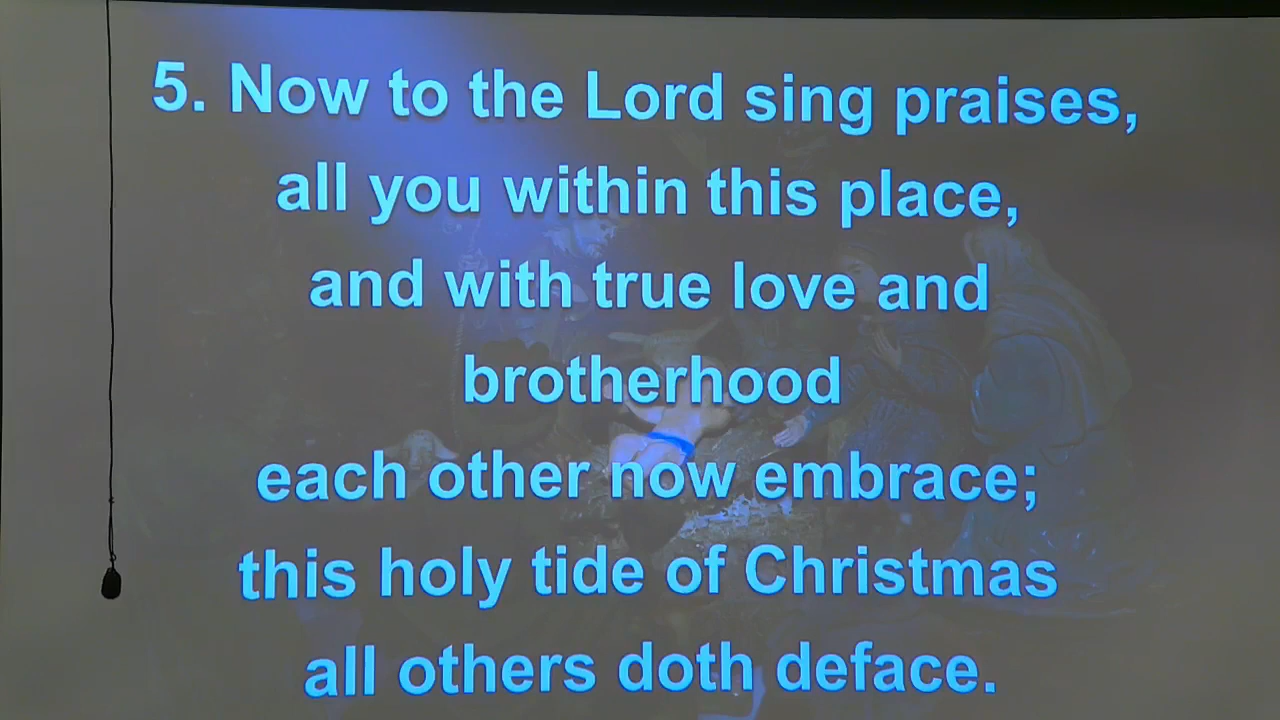 5. Now to the Lord sing praises,
all you within this place,
and with true love and
brotherhood
each other now embrace;
this holy tide of Christmas
all others doth deface.